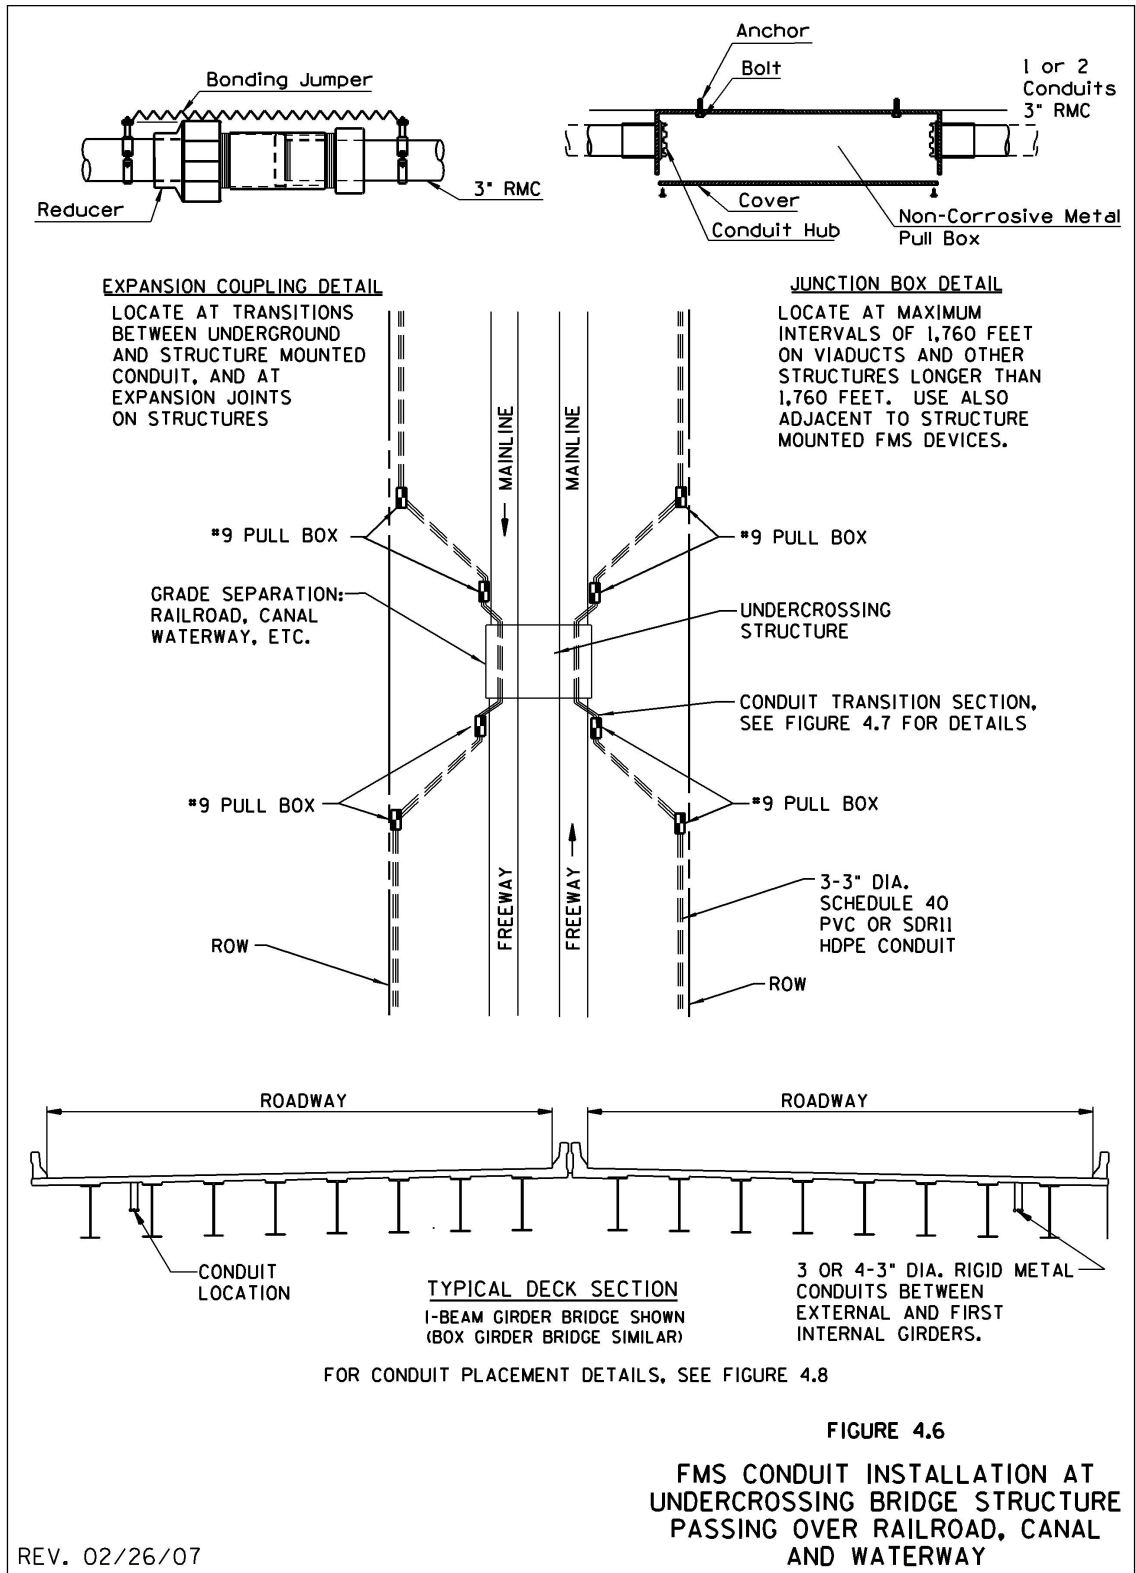 Bonding Jumper
Reducer
3" RMC
Anchor
Bolt
1 or 2
Conduits
3" RMC
Cover
Conduit Hub
Non-Corrosive Metal
Pull Box
EXPANSION COUPLING DETAIL
LOCATE AT TRANSITIONS
BETWEEN UNDERGROUND
AND STRUCTURE MOUNTED
CONDUIT, AND AT
EXPANSION JOINTS
ON STRUCTURES
JUNCTION BOX DETAIL
LOCATE AT MAXIMUM
INTERVALS OF 1,760 FEET
ON VIADUCTS AND OTHER
STRUCTURES LONGER THAN
1,760 FEET. USE ALSO
ADJACENT TO STRUCTURE
MOUNTED FMS DEVICES.
MAINLINE
MAINLINE
#9 PULL BOX
#9 PULL BOX
GRADE SEPARATION:
RAILROAD, CANAL
WATERWAY, ETC.
UNDERCROSSING
STRUCTURE
CONDUIT TRANSITION SECTION,
SEE FIGURE 4.7 FOR DETAILS
#9 PULL BOX
#9 PULL BOX
FREEWAY
FREEWAY
3-3" DIA.
SCHEDULE 40
PVC OR SDR11
HDPE CONDUIT
ROW
ROW
ROADWAY
ROADWAY
CONDUIT
LOCATION
TYPICAL DECK SECTION
I-BEAM GIRDER BRIDGE SHOWN
(BOX GIRDER BRIDGE SIMILAR)
3 OR 4-3" DIA. RIGID METAL
CONDUITS BETWEEN
EXTERNAL AND FIRST
INTERNAL GIRDERS.
FOR CONDUIT PLACEMENT DETAILS, SEE FIGURE 4.8
FIGURE 4.6
FMS CONDUIT INSTALLATION AT
UNDERCROSSING BRIDGE STRUCTURE
PASSING OVER RAILROAD, CANAL
AND WATERWAY
REV. 02/26/07